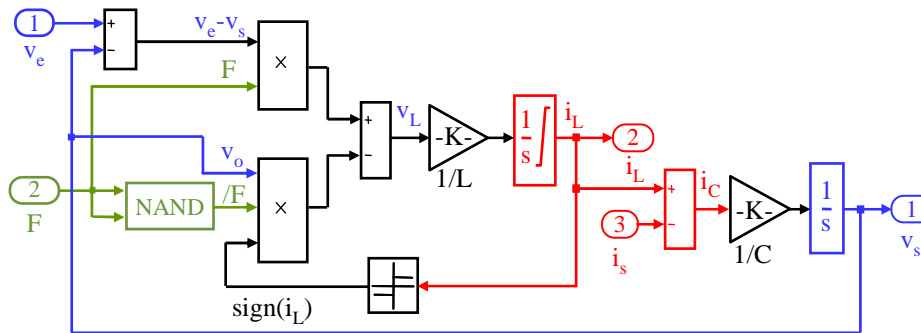 1
v_e
+
−
v_e-v_s
×
F
+
−
v_L
-K-
1/L
1
s
i_L
2
i_L
v_o
2
F
NAND
/F
×
sign(i_L)
+
−
3
i_s
i_C
-K-
1/C
1
s
1
v_s